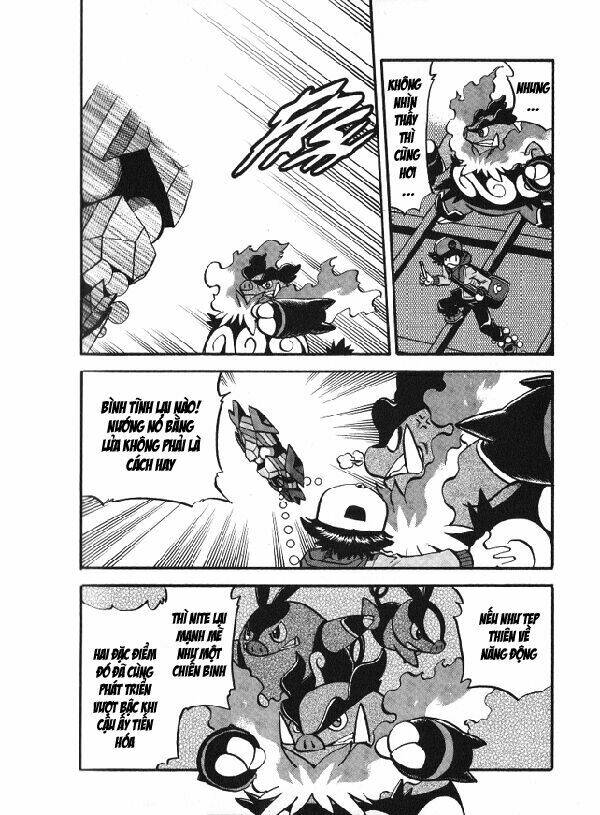 NHƯNG
...
KHÔNG
NHÌN
THẤY
THÌ
CŨNG
HƠI
...
BÌNH TĨNH LẠI NÀO!
NƯỚNG NÓ BẰNG
LỬA KHÔNG PHẢI LÀ
CÁCH HAY
NẾU NHƯ TEP
THIÊN VỀ
NĂNG ĐỘNG
THÌ NITE LẠI
MẠNH MẼ
NHƯ MỘT
CHIẾN BINH
HAI ĐẶC ĐIỂM
ĐÓ ĐÃ CÙNG
PHÁT TRIỂN
VƯỢT BẬC KHI
CẬU ẤY TIẾN
HÓA